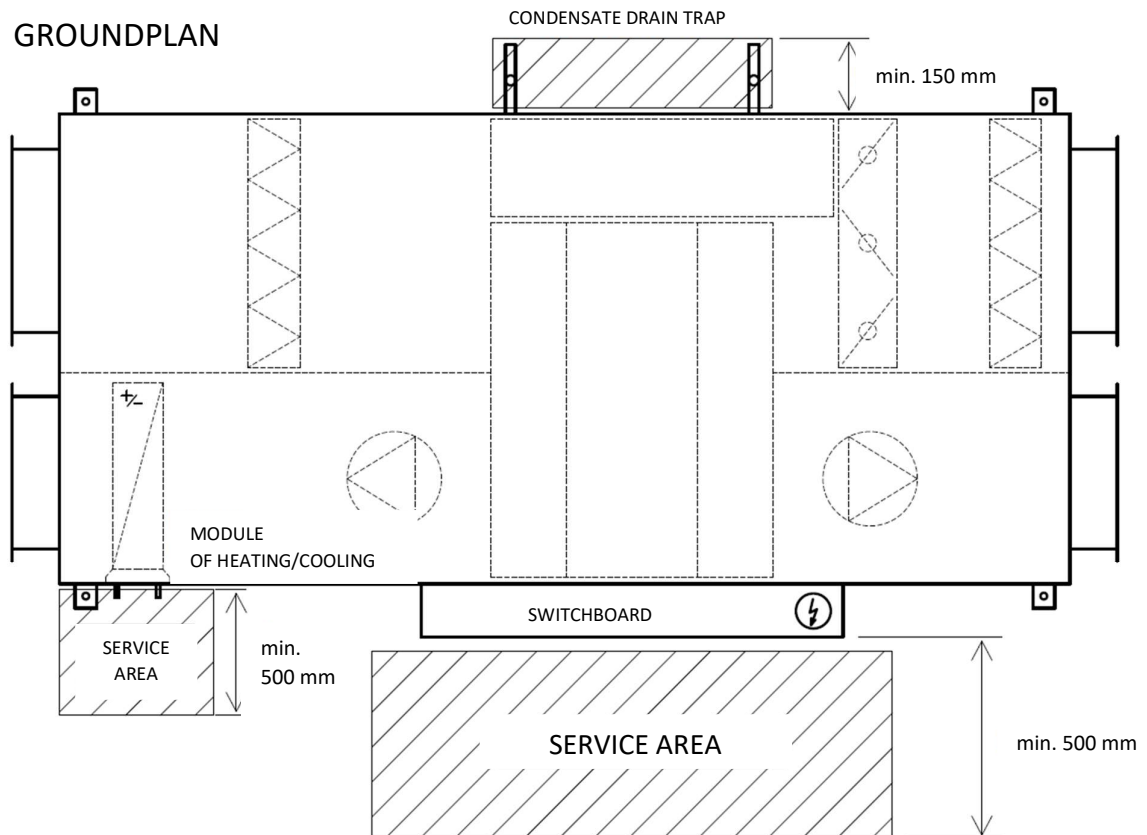 GROUNDPLAN
CONDENSATE DRAIN TRAP
min. 150 mm
+/-
MODULE
OF HEATING/COOLING
SWITCHBOARD
SERVICE
AREA
min.
500 mm
SERVICE AREA
min. 500 mm